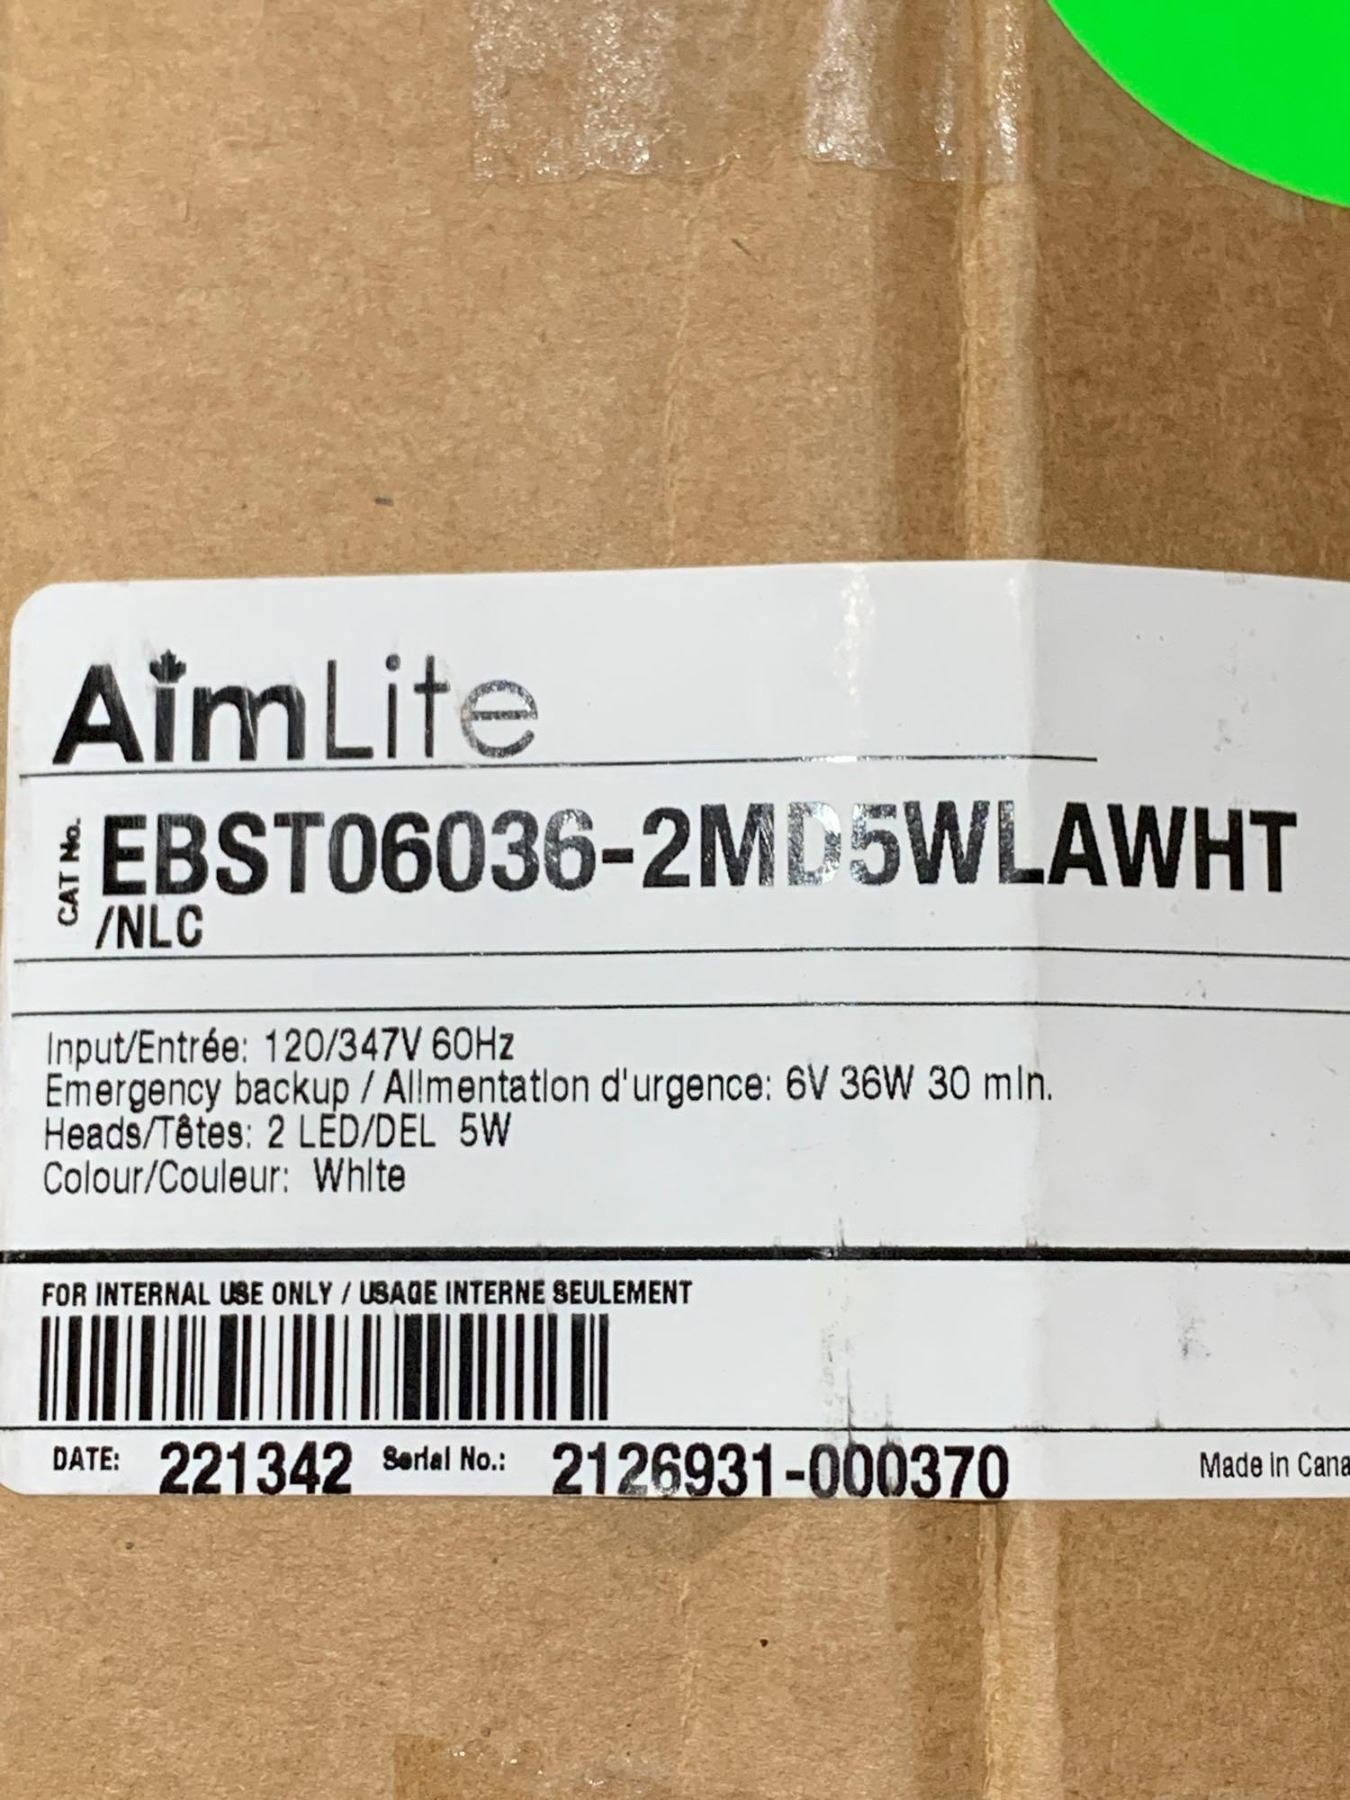 AimLite
CAT No. EBST06036-2MD5WLAWHT
/NLC
Input/Entrée: 120/347V 60Hz
Emergency backup / Alimentation d'urgence: 6V 36W 30 min.
Heads/Têtes: 2 LED/DEL 5W
Colour/Couleur: White
FOR INTERNAL USE ONLY / USAGE INTERNE SEULEMENT
DATE: 221342 Serial No.: 2126931-000370 Made in Cana